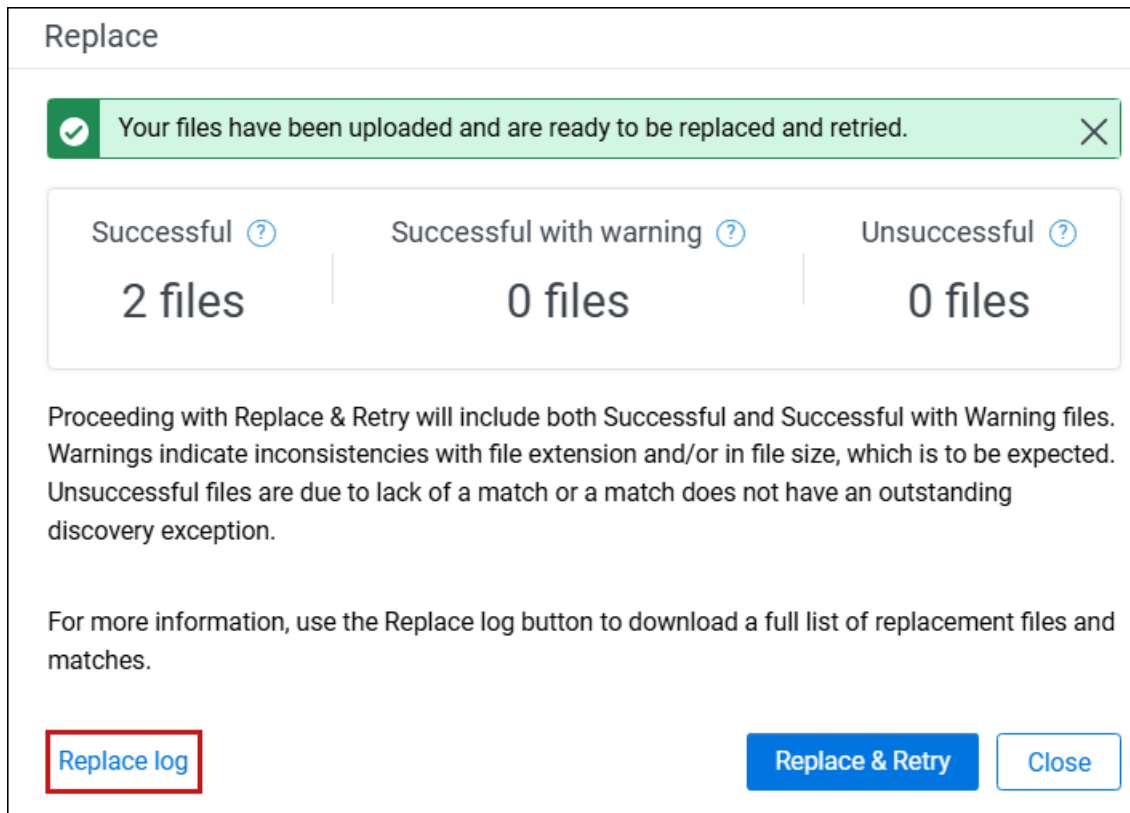 Replace
Your files have been uploaded and are ready to be replaced and retried.
Successful ? Successful with warning ? Unsuccessful ?
2 files 0 files 0 files
Proceeding with Replace & Retry will include both Successful and Successful with Warning files.
Warnings indicate inconsistencies with file extension and/or in file size, which is to be expected.
Unsuccessful files are due to lack of a match or a match does not have an outstanding
discovery exception.
For more information, use the Replace log button to download a full list of replacement files and
matches.
Replace log Replace & Retry Close